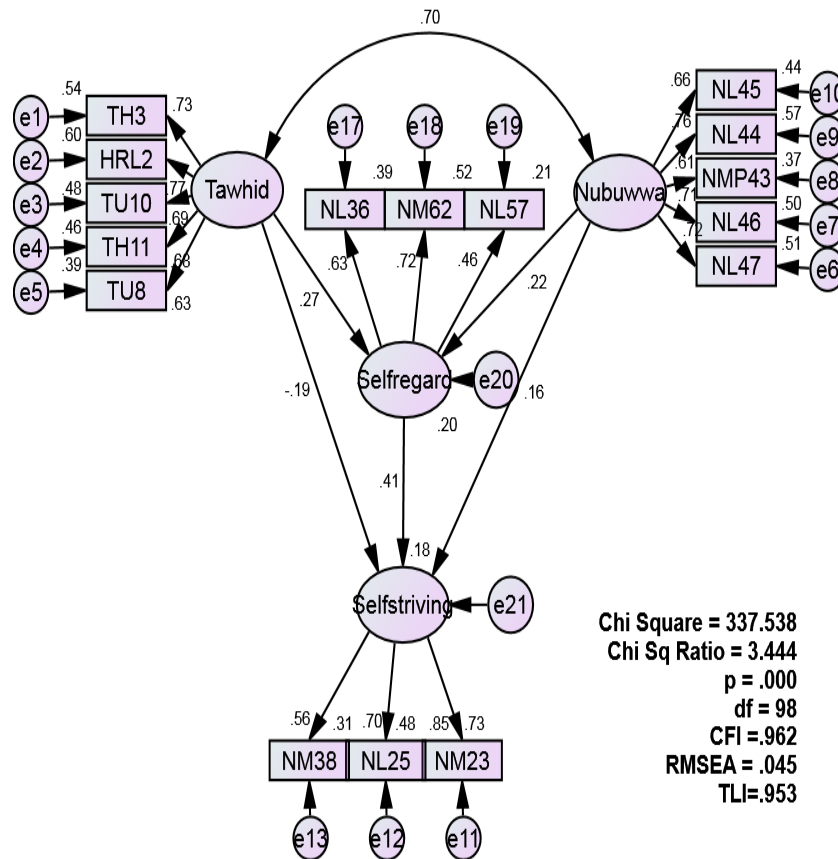 .70
e1
.54
TH3
.73
e2
.60
HRL2
.77
e3
.48
TU10
.69
e4
.46
TH11
.68
e5
.39
TU8
.63
Tawhid
e17
e18
e19
.39
.52
.21
NL36
NM62
NL57
.63
.72
.46
Nubuwwa
.66
NL45
.44
e10
.76
NL44
.57
e9
.61
NMP43
.37
e8
.71
NL46
.50
e7
.72
NL47
.51
e6
.27
.22
Selfregard
e20
.20
-.19
.16
.41
.18
Selfstriving
e21
.56
.31
.70
.48
.85
.73
NM38
NL25
NM23
e13
e12
e11
Chi Square = 337.538
Chi Sq Ratio = 3.444
p = .000
df = 98
CFI =.962
RMSEA = .045
TLI=.953